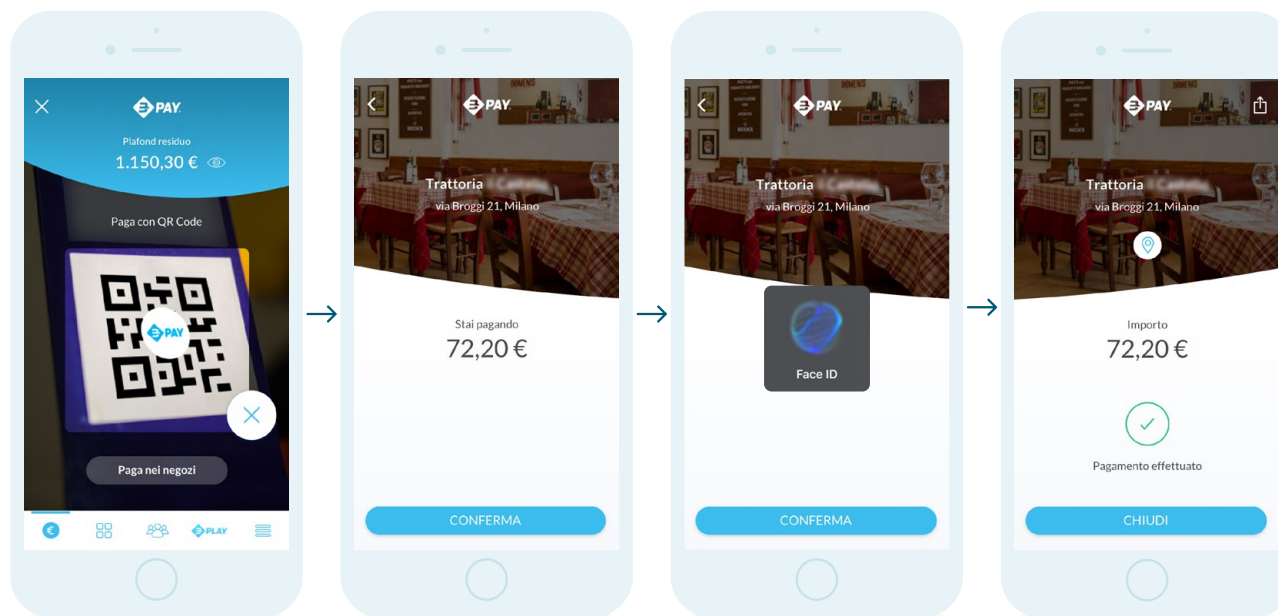 PAY
Plafond residuo
1.150,30 €
Paga con QR Code
PAY
Paga nei negozi
PLAY
PAY
Trattoria
via Broggi 21, Milano
Stai pagando
72,20 €
CONFERMA
PAY
Trattoria
via Broggi 21, Milano
Face ID
CONFERMA
PAY
Trattoria
via Broggi 21, Milano
Importo
72,20 €
Pagamento effettuato
CHIUDI